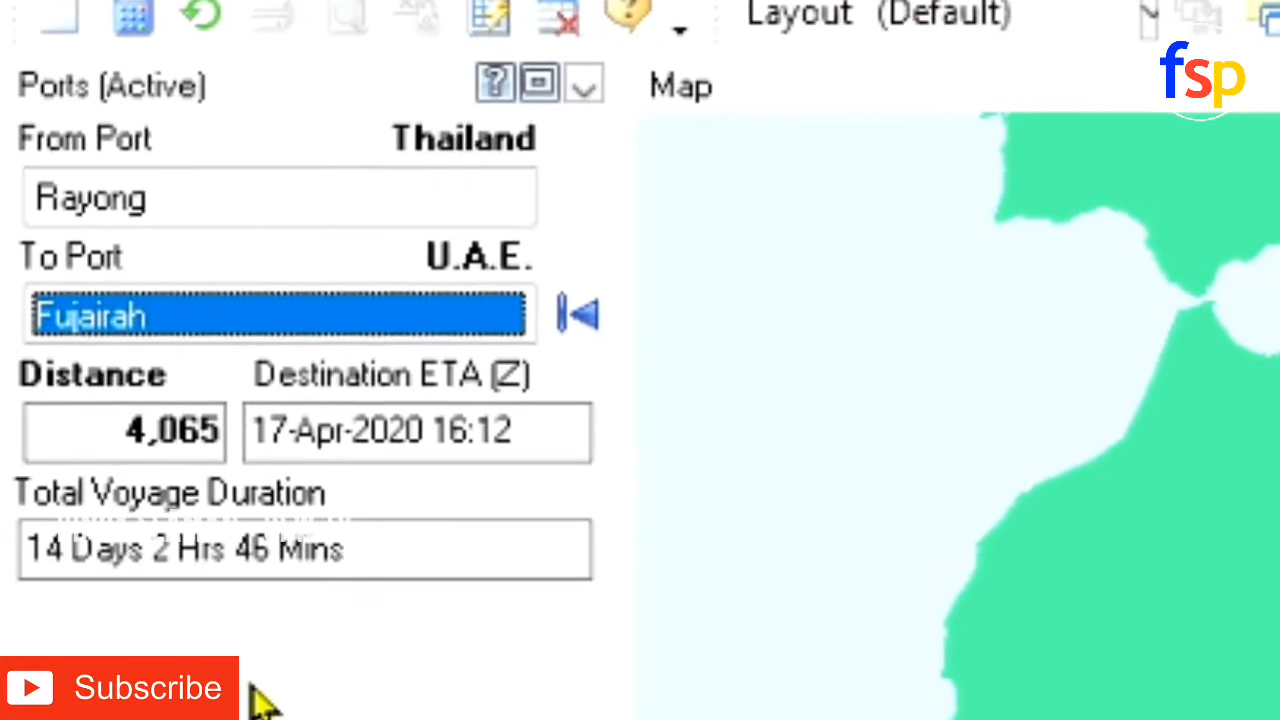 Layout (Default)
fsp
Ports (Active)
Map
From Port Thailand
Rayong
To Port U.A.E.
Fujairah
Distance Destination ETA (Z)
4,065 17-Apr-2020 16:12
Total Voyage Duration
14 Days 2 Hrs 46 Mins
Subscribe